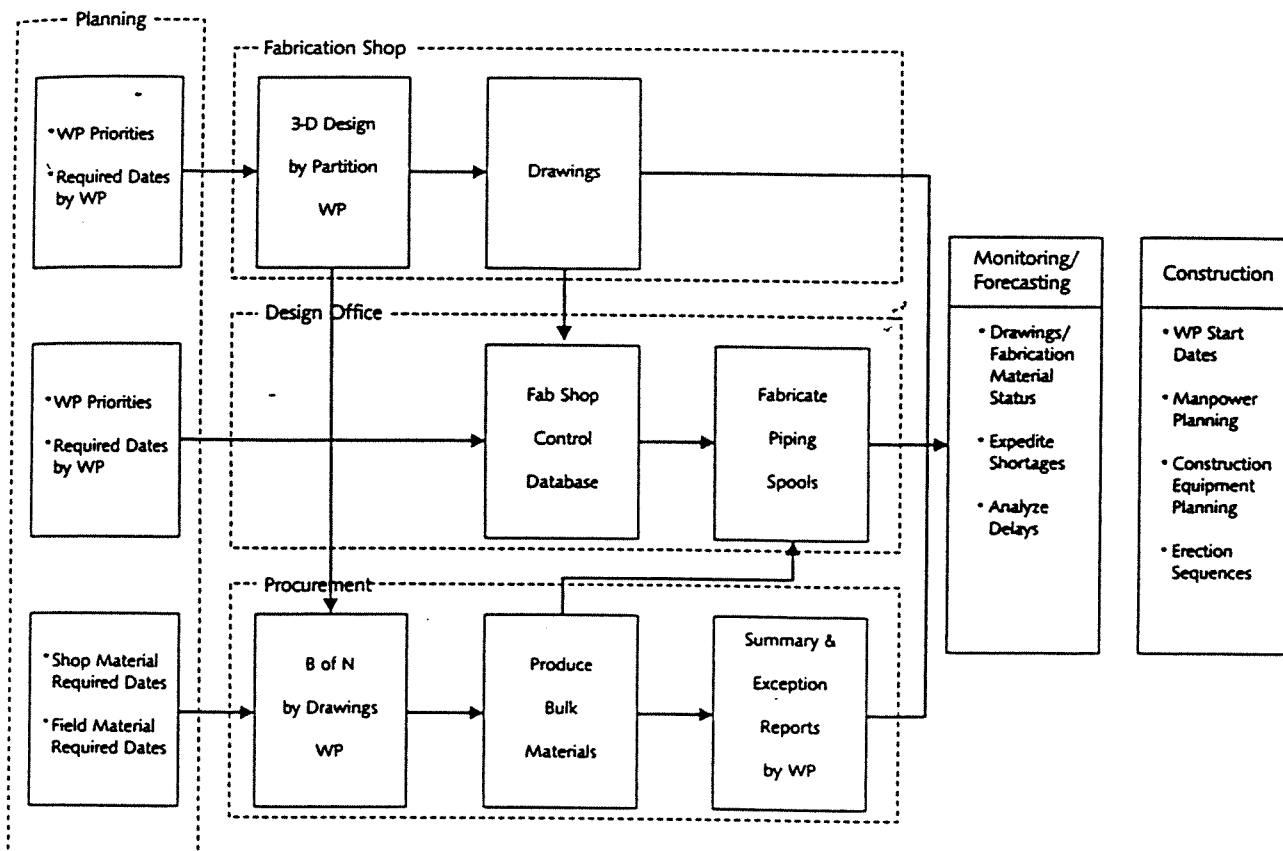 Planning
• WP Priorities
• Required Dates
by WP
• WP Priorities
• Required Dates
by WP
• Shop Material
Required Dates
• Field Material
Required Dates
Fabrication Shop
3-D Design
by Partition
WP
Drawings
Design Office
Fab Shop
Control
Database
Fabricate
Piping
Spools
Procurement
B of N
by Drawings
WP
Produce
Bulk
Materials
Summary &
Exception
Reports
by WP
Monitoring/
Forecasting
• Drawings/
Fabrication
Material
Status
• Expedite
Shortages
• Analyze
Delays
Construction
• WP Start
Dates
• Manpower
Planning
• Construction
Equipment
Planning
• Erection
Sequences